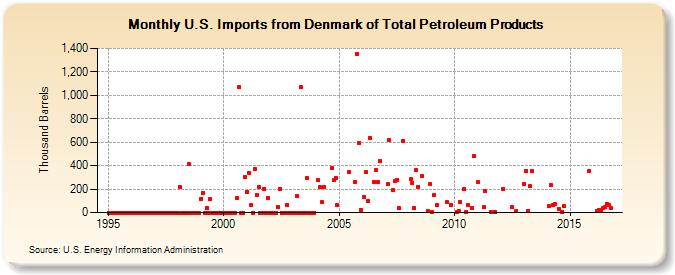 Monthly U.S. Imports from Denmark of Total Petroleum Products
Thousand Barrels
1,400
1,200
1,000
800
600
400
200
0
1995 2000 2005 2010 2015
Source: U.S. Energy Information Administration